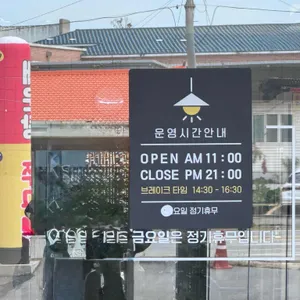 운영시간안내
OPEN AM 11:00
CLOSE PM 21:00
브레이크 타임 14:30 - 16:30
요일 정기휴무
금요일은 정기휴무입니다